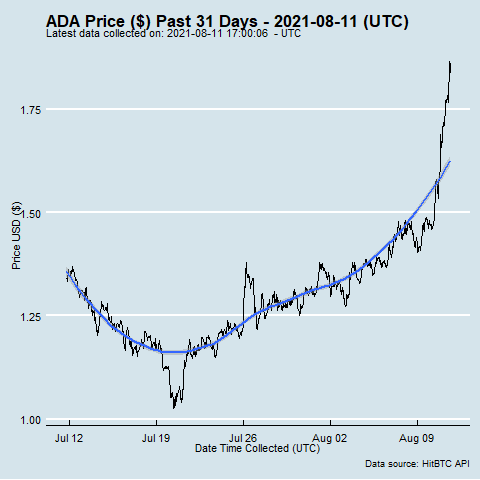 ADA Price ($) Past 31 Days - 2021-08-11 (UTC)
Latest data collected on: 2021-08-11 17:00:06 - UTC
1.75
1.50
Price USD ($)
1.25
1.00
Jul 12 Jul 19 Jul 26 Aug 02 Aug 09
Date Time Collected (UTC)
Data source: HitBTC API